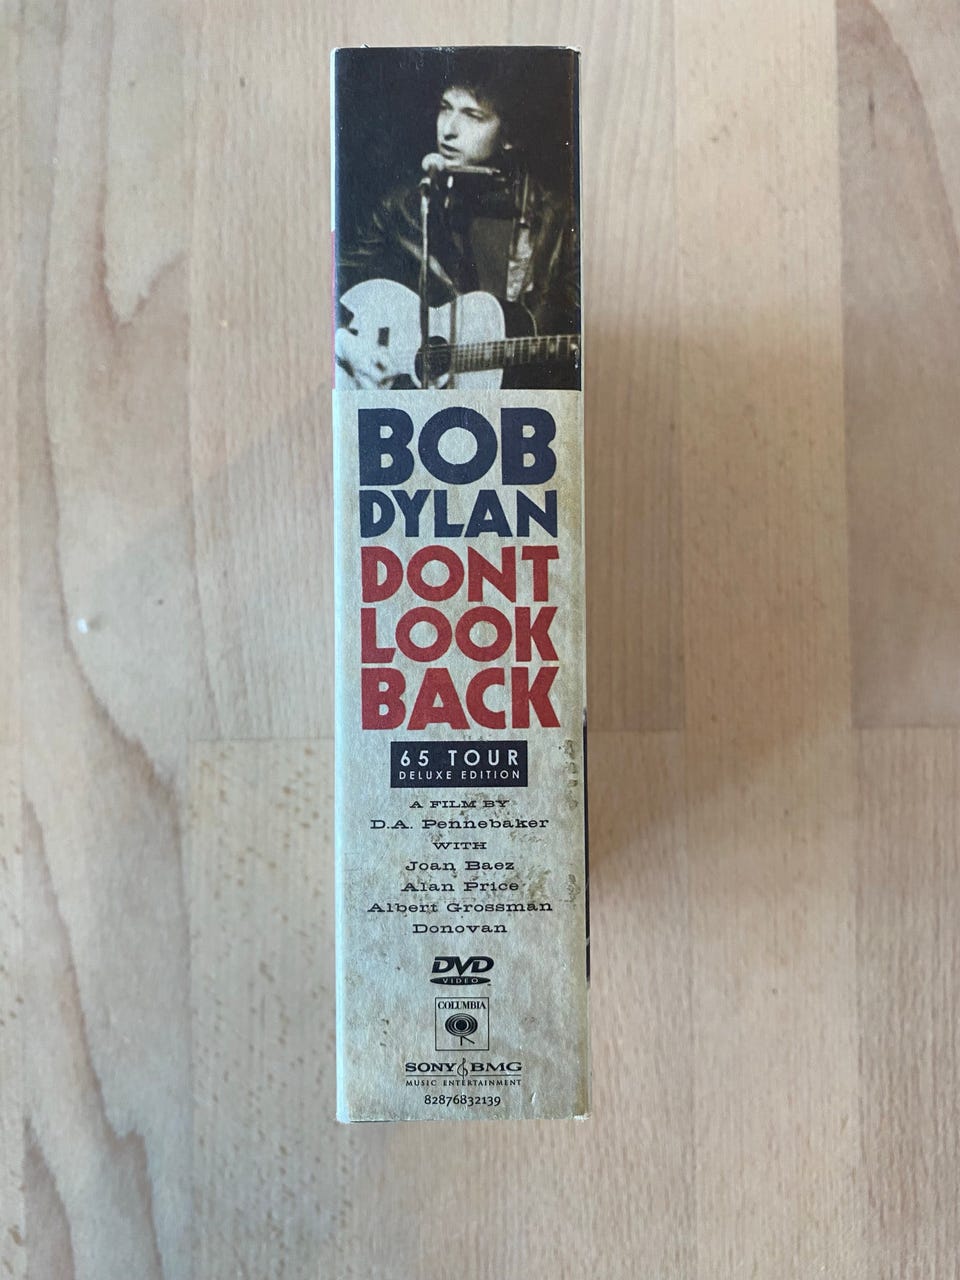 BOB
DYLAN
DONT
LOOK
BACK
65 TOUR
DELUXE EDITION
A FILM BY
D.A. Pennebaker
WITH
Joan Baez
Alan Price
Albert Grossman
Donovan
DVD
VIDEO
COLUMBIA
SONY BMG
MUSIC ENTERTAINMENT
82876832139